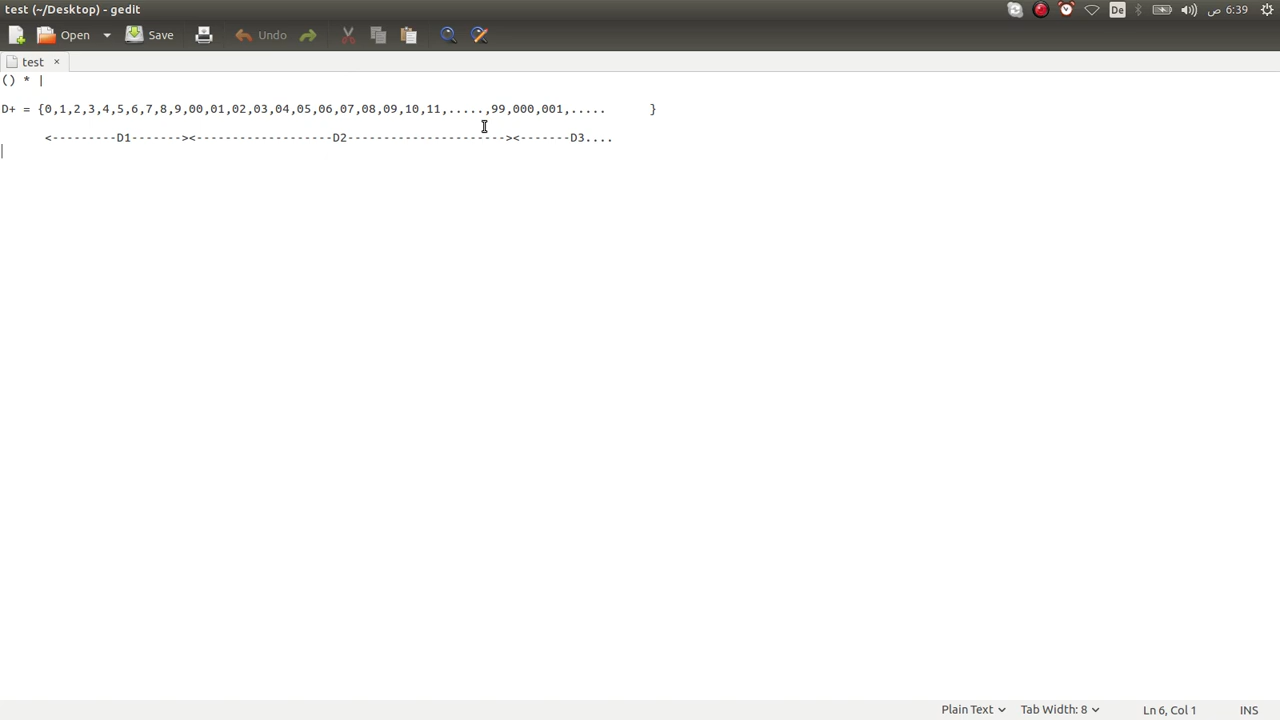 test (~/Desktop) - gedit
De
6:39 ص
Open
Save
Undo
test ×
() * |
D+ = {0,1,2,3,4,5,6,7,8,9,00,01,02,03,04,05,06,07,08,09,10,11,.....,99,000,001,.....      }
<---------D1-------><-------------------D2----------------------><-------D3....
Plain Text
Tab Width: 8
Ln 6, Col 1
INS